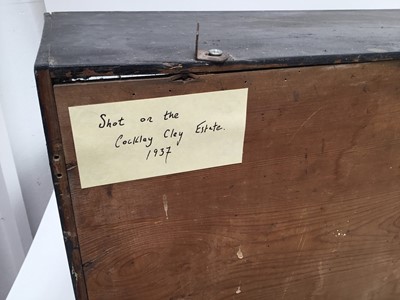 Shot on the
Cockley Cley Estate.
1937